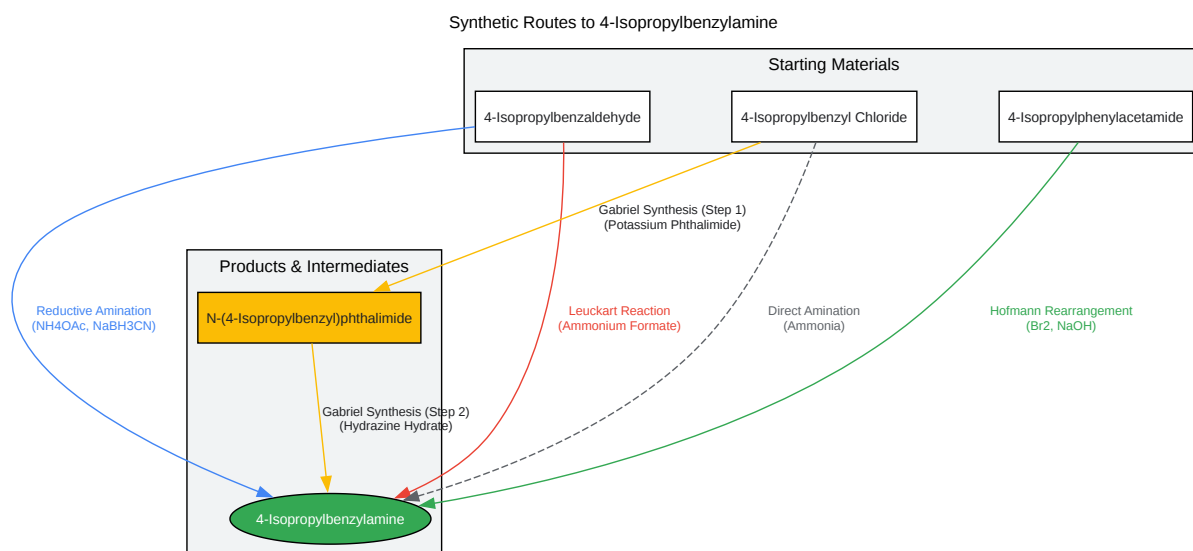 Synthetic Routes to 4-Isopropylbenzylamine
Starting Materials
4-Isopropylbenzaldehyde
4-Isopropylbenzyl Chloride
4-Isopropylphenylacetamide
Gabriel Synthesis (Step 1)
(Potassium Phthalimide)
Products & Intermediates
N-(4-Isopropylbenzyl)phthalimide
Reductive Amination
(NH4OAc, NaBH3CN)
Leuckart Reaction
(Ammonium Formate)
Direct Amination
(Ammonia)
Hofmann Rearrangement
(Br2, NaOH)
Gabriel Synthesis (Step 2)
(Hydrazine Hydrate)
4-Isopropylbenzylamine